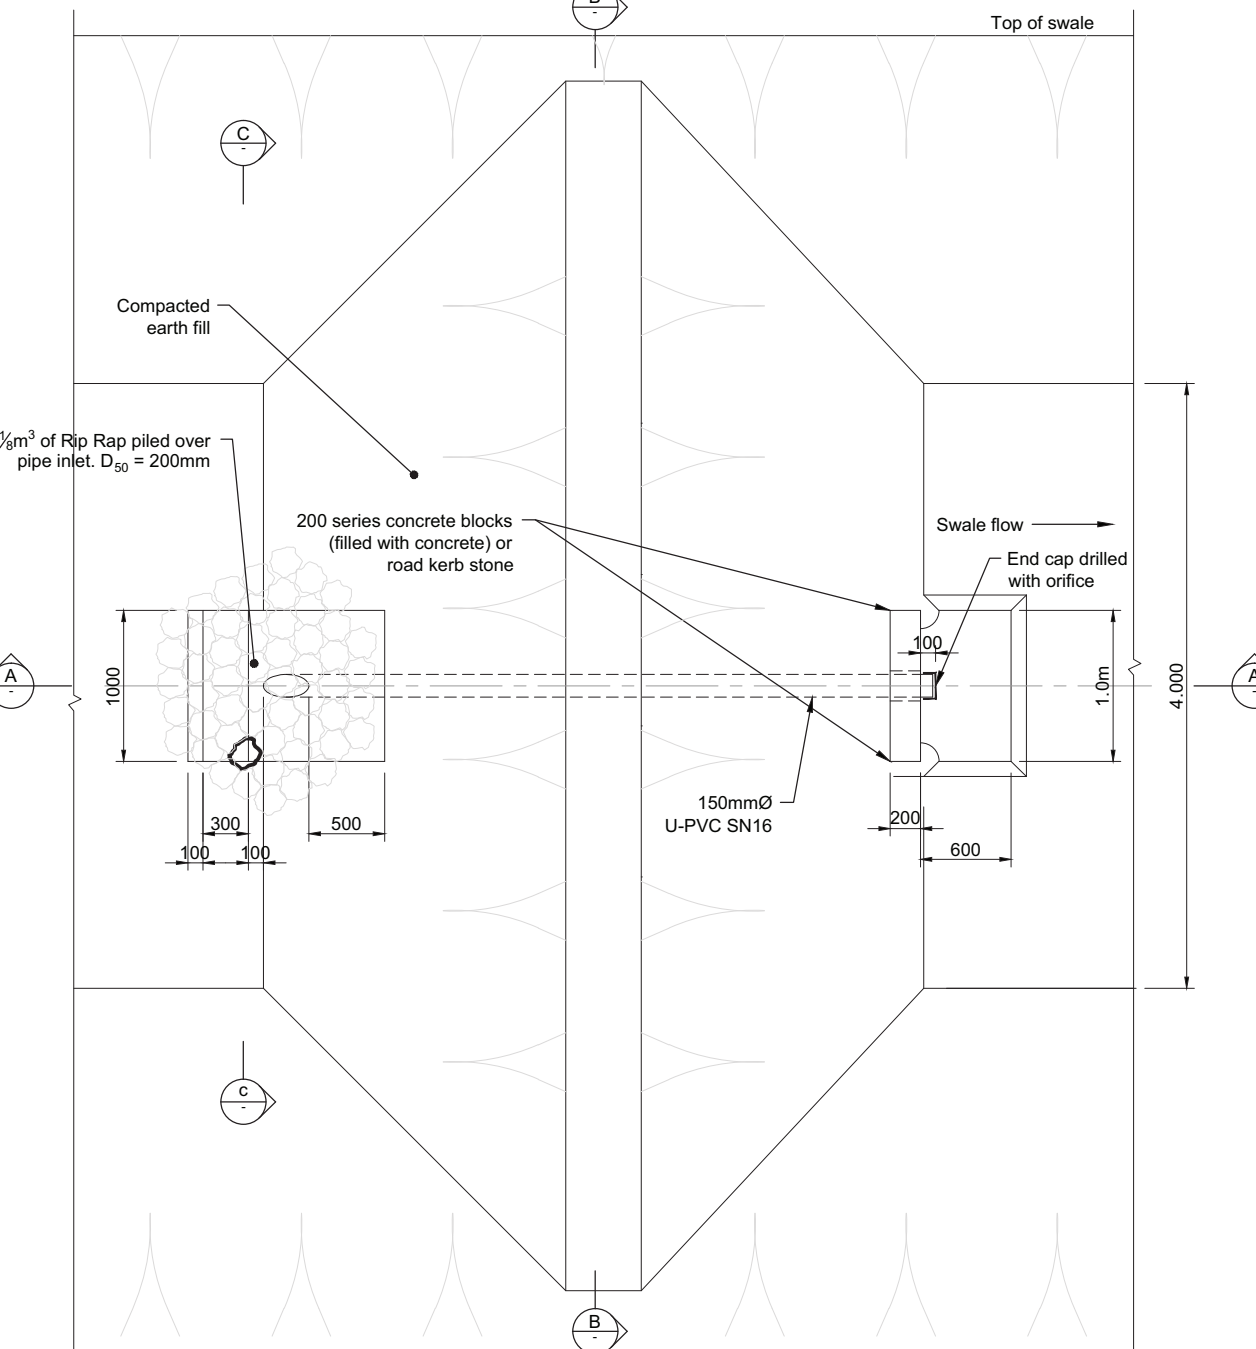 B
-
Top of swale
C
-
Compacted
earth fill
⅛m³ of Rip Rap piled over
pipe inlet. D₅₀ = 200mm
200 series concrete blocks
(filled with concrete) or
road kerb stone
Swale flow
End cap drilled
with orifice
100
A
-
1000
1.0m
4.000
A
-
150mmØ
U-PVC SN16
300
500
100
100
200
600
c
-
B
-